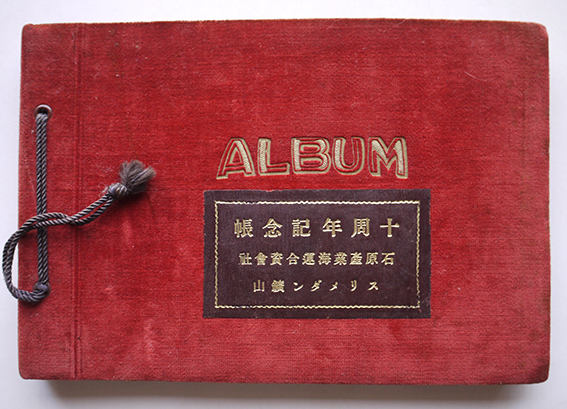 ALBUM
十周年記念帳
石原產業海運合資會社
スリメダン鑛山